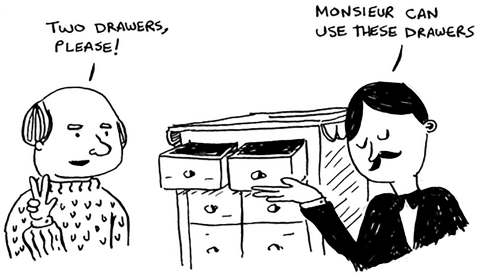 TWO DRAWERS,
PLEASE!
MONSIEUR CAN
USE THESE DRAWERS